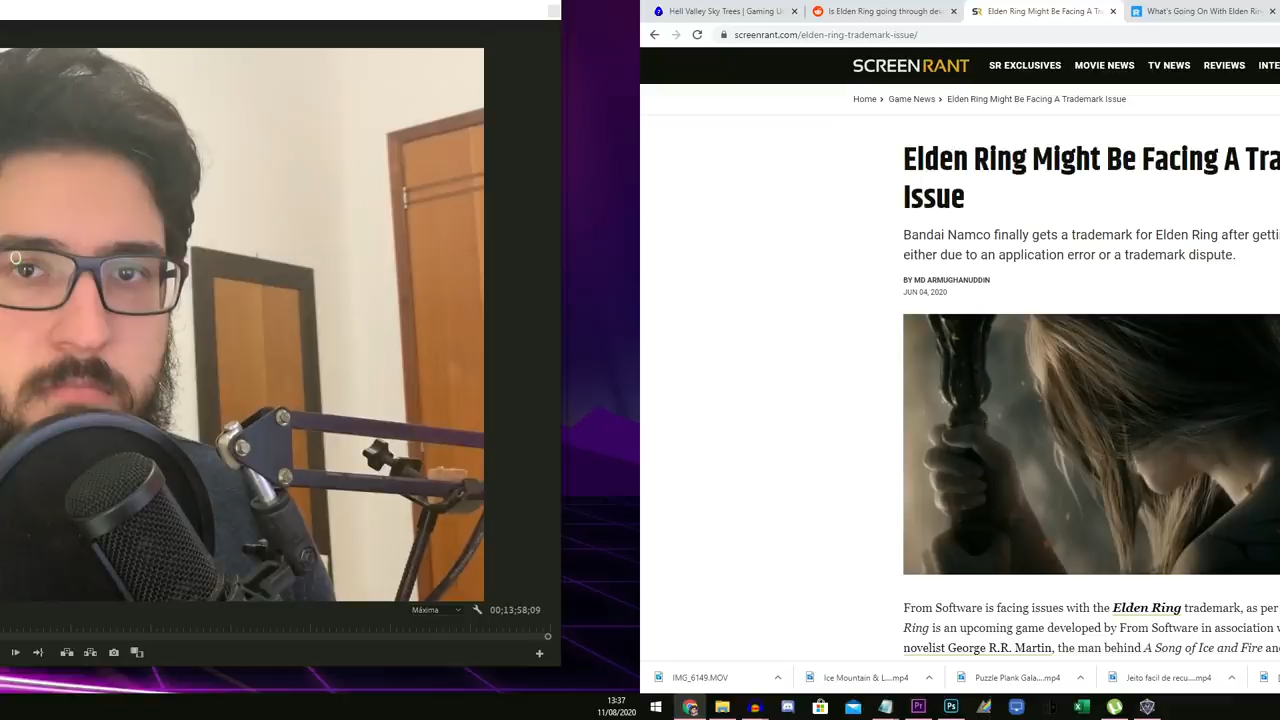 Máxima
00;13;58;09
13:37
11/08/2020
Hell Valley Sky Trees | Gaming U
Is Elden Ring going through de
Elden Ring Might Be Facing A Tra
What's Going On With Elden Rin
screenrant.com/elden-ring-trademark-issue/
SCREENRANT
SR EXCLUSIVES
MOVIE NEWS
TV NEWS
REVIEWS
INTE
Home > Game News > Elden Ring Might Be Facing A Trademark Issue
Elden Ring Might Be Facing A Tra
Issue
Bandai Namco finally gets a trademark for Elden Ring after getti
either due to an application error or a trademark dispute.
BY MD ARMUGHANUDDIN
JUN 04, 2020
From Software is facing issues with the Elden Ring trademark, as per
Ring is an upcoming game developed by From Software in association
novelist George R.R. Martin, the man behind A Song of Ice and Fire and
IMG_6149.MOV
Ice Mountain & L....mp4
Puzzle Plank Gala....mp4
Jeito facil de recu....mp4